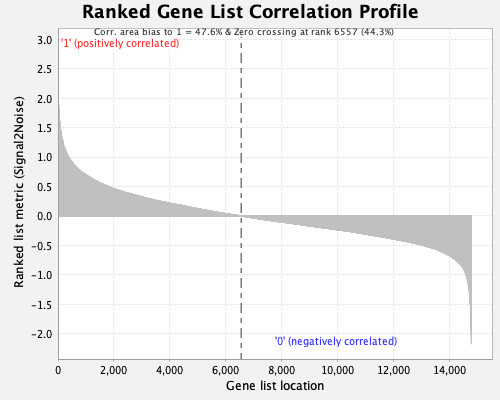 Ranked Gene List Correlation Profile
Corr. area bias to 1 = 47.6% & Zero crossing at rank 6557 (44.3%)
'1' (positively correlated)
3.0
2.5
2.0
1.5
1.0
0.5
0.0
-0.5
-1.0
-1.5
-2.0
Ranked list metric (Signal2Noise)
'0' (negatively correlated)
0 2,000 4,000 6,000 8,000 10,000 12,000 14,000
Gene list location